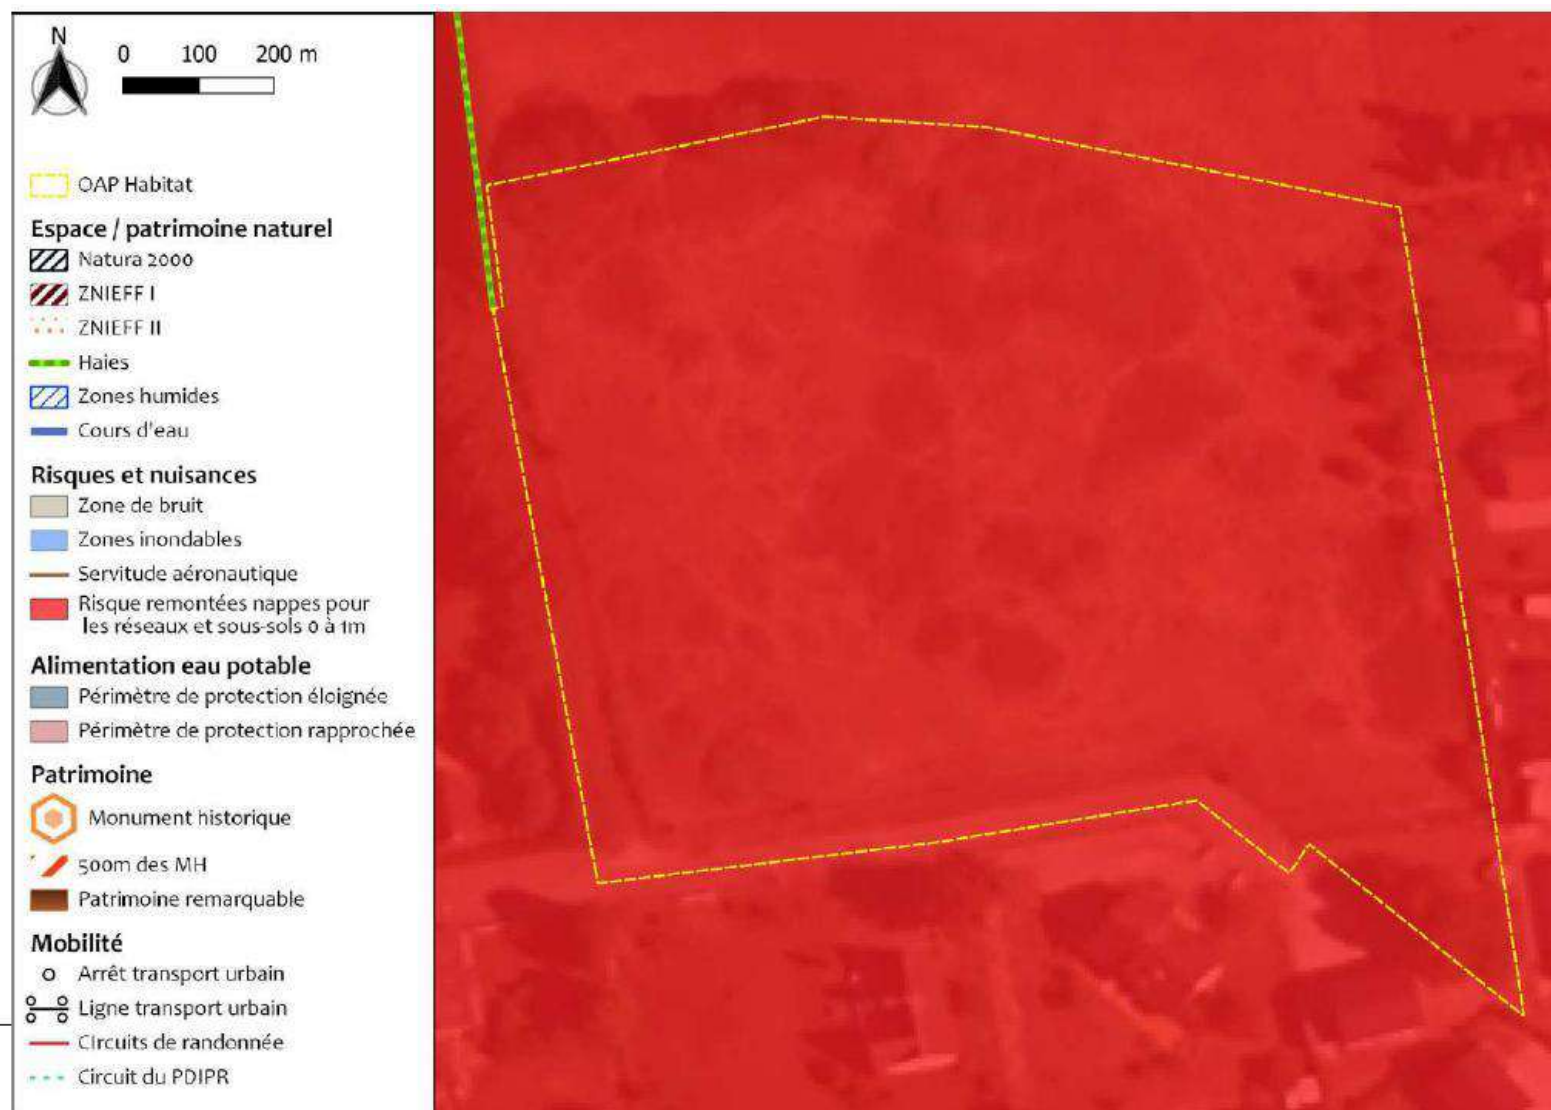 N
0 100 200 m
OAP Habitat
Espace / patrimoine naturel
Natura 2000
ZNIEFF I
ZNIEFF II
Haies
Zones humides
Cours d'eau
Risques et nuisances
Zone de bruit
Zones inondables
Servitude aéronautique
Risque remontées nappes pour
les réseaux et sous-sols 0 à 1m
Alimentation eau potable
Périmètre de protection éloignée
Périmètre de protection rapprochée
Patrimoine
Monument historique
500m des MH
Patrimoine remarquable
Mobilité
Arrêt transport urbain
Ligne transport urbain
Circuits de randonnée
Circuit du PDIPR